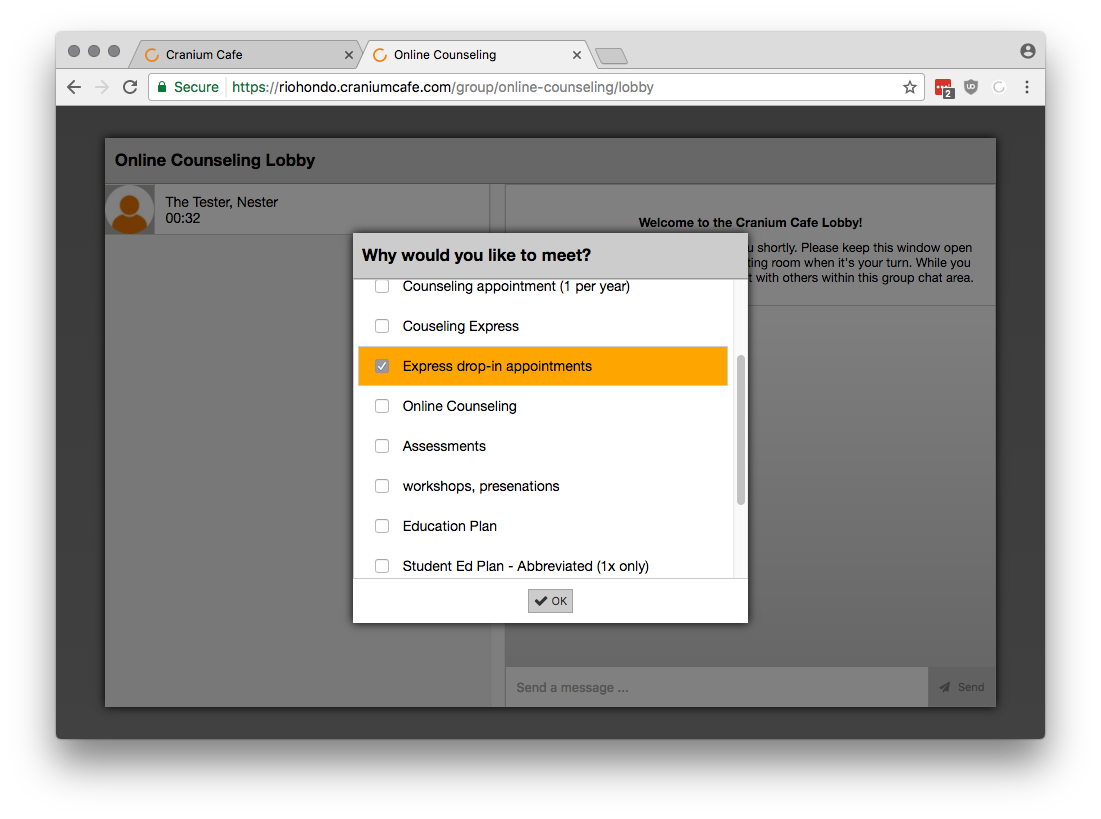 Cranium Cafe
Online Counseling
Secure https://riohondo.craniumcafe.com/group/online-counseling/lobby
2
Online Counseling Lobby
The Tester, Nester
00:32
Welcome to the Cranium Cafe Lobby!
shortly. Please keep this window open
room when it's your turn. While you
with others within this group chat area.
Why would you like to meet?
Counseling appointment (1 per year)
Couseling Express
Express drop-in appointments
Online Counseling
Assessments
workshops, presenations
Education Plan
Student Ed Plan - Abbreviated (1x only)
OK
Send a message ...
Send